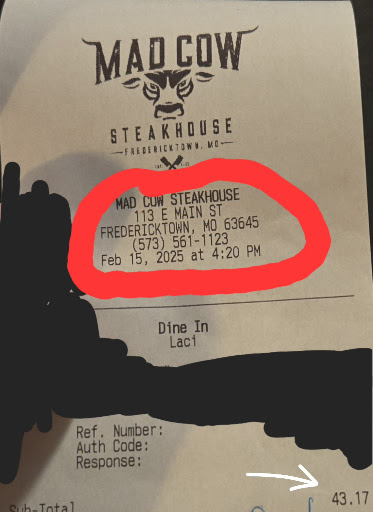 MAD COW
STEAKHOUSE
FREDERICKTOWN, MO
MAD COW STEAKHOUSE
113 E MAIN ST
FREDERICKTOWN, MO 63645
(573) 561-1123
Feb 15, 2025 at 4:20 PM
Dine In
Laci
Ref. Number:
Auth Code:
Response:
43.17
Sub-Total